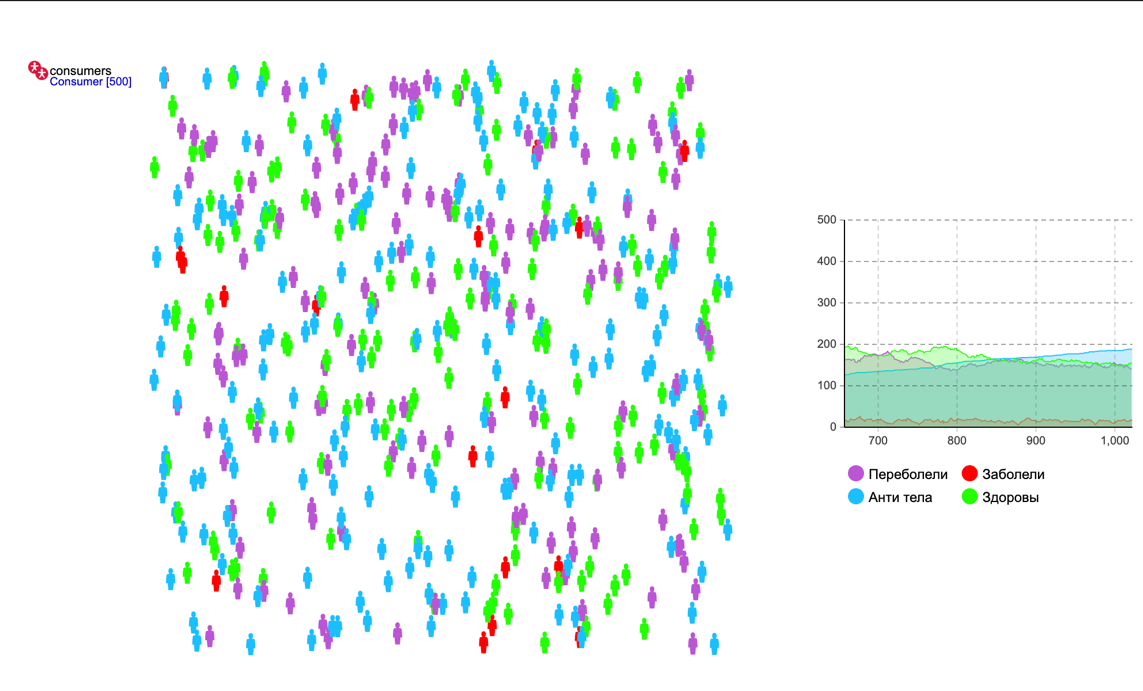 consumers
Consumer [500]
500
400
300
200
100
0
700 800 900 1,000
Переболели Заболели
Анти тела Здоровы